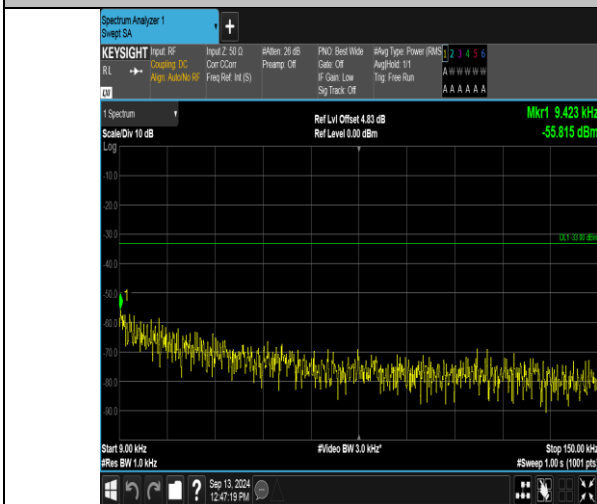 Spectrum Analyzer 1
Swept SA
+
KEYSIGHT
RL
Input: RF
Coupling: DC
Align: Auto/No RF
Input Z: 50 Ω
Corr CCorr
Freq Ref: Int (S)
#Atten: 26 dB
Preamp: Off
PNO: Best Wide
Gate: Off
IF Gain: Low
Sig Track: Off
#Avg Type: Power (RMS)
Avg|Hold: 1/1
Trig: Free Run
1 2 3 4 5 6
A W W W W W
A A A A A A
1 Spectrum
Scale/Div 10 dB
Log
Ref Lvl Offset 4.83 dB
Ref Level 0.00 dBm
Mkr1 9.423 kHz
-55.815 dBm
-10.0
-20.0
-30.0
DL1 -33.00 dBm
-40.0
-50.0
1
-60.0
-70.0
-80.0
-90.0
Start 9.00 kHz
#Res BW 1.0 kHz
#Video BW 3.0 kHz*
Stop 150.00 kHz
#Sweep 1.00 s (1001 pts)
?
Sep 13, 2024
12:47:19 PM